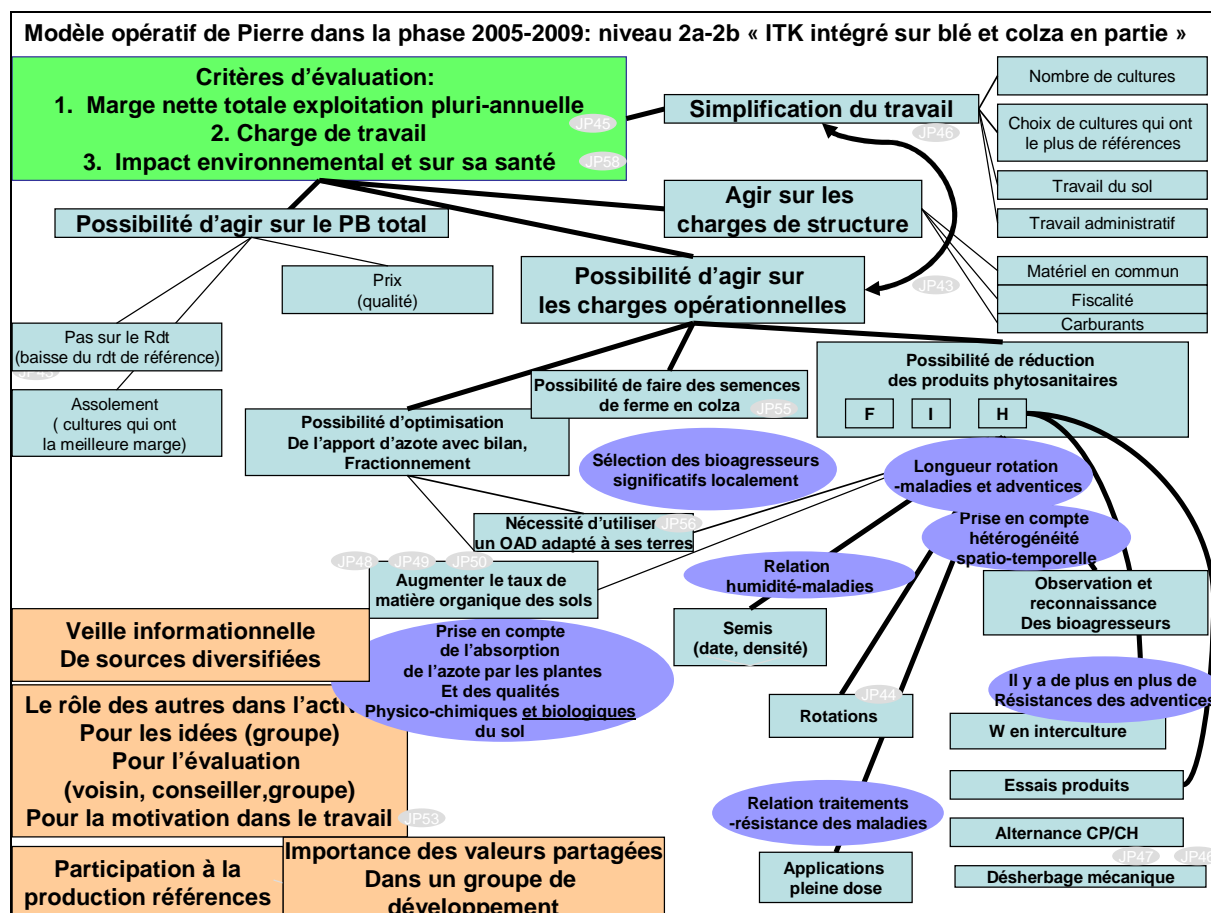 Modèle opératif de Pierre dans la phase 2005-2009: niveau 2a-2b « ITK intégré sur blé et colza en partie »
Critères d'évaluation:
1. Marge nette totale exploitation pluri-annuelle
2. Charge de travail
3. Impact environnemental et sur sa santé
JP45
JP58
Simplification du travail
JP46
Nombre de cultures
Choix de cultures qui ont
le plus de références
Travail du sol
Travail administratif
Agir sur les
charges de structure
Matériel en commun
Fiscalité
Carburants
Possibilité d'agir sur le PB total
Prix
(qualité)
Pas sur le Rdt
(baisse du rdt de référence)
Assolement
( cultures qui ont
la meilleure marge)
Possibilité d'agir sur
les charges opérationnelles
JP43
Possibilité d'optimisation
De l'apport d'azote avec bilan,
Fractionnement
Possibilité de faire des semences
de ferme en colza
JP55
Possibilité de réduction
des produits phytosanitaires
F I H
Sélection des bioagresseurs
significatifs localement
Longueur rotation
-maladies et adventices
Nécessité d'utiliser
un OAD adapté à ses terres
JP56
Prise en compte
hétérogénéité
spatio-temporelle
JP48 JP49 JP50
Augmenter le taux de
matière organique des sols
Relation
humidité-maladies
Observation et
reconnaissance
Des bioagresseurs
Veille informationnelle
De sources diversifiées
Prise en compte
de l'absorption
de l'azote par les plantes
Et des qualités
Physico-chimiques et biologiques
du sol
Semis
(date, densité)
Il y a de plus en plus de
Résistances des adventices
Le rôle des autres dans l'acti
Pour les idées (groupe)
Pour l'évaluation
(voisin, conseiller,groupe)
Pour la motivation dans le travail
JP53
JP44
Rotations
W en interculture
Essais produits
Relation traitements
-résistance des maladies
Alternance CP/CH
JP47
Applications
pleine dose
Désherbage mécanique
Participation à la
production références
Importance des valeurs partagées
Dans un groupe de
développement